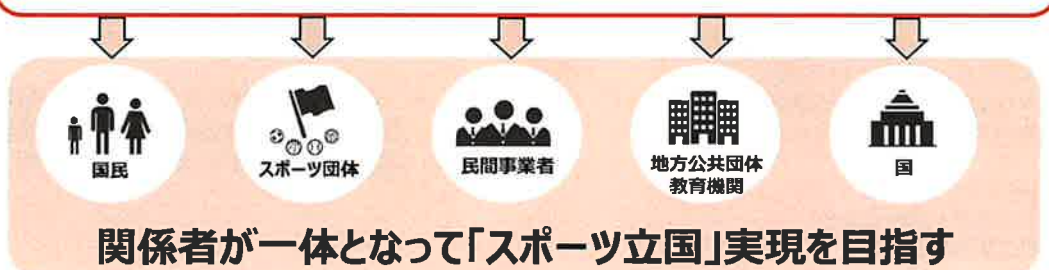 国民
スポーツ団体
民間事業者
地方公共団体
教育機関
国
関係者が一体となって「スポーツ立国」実現を目指す